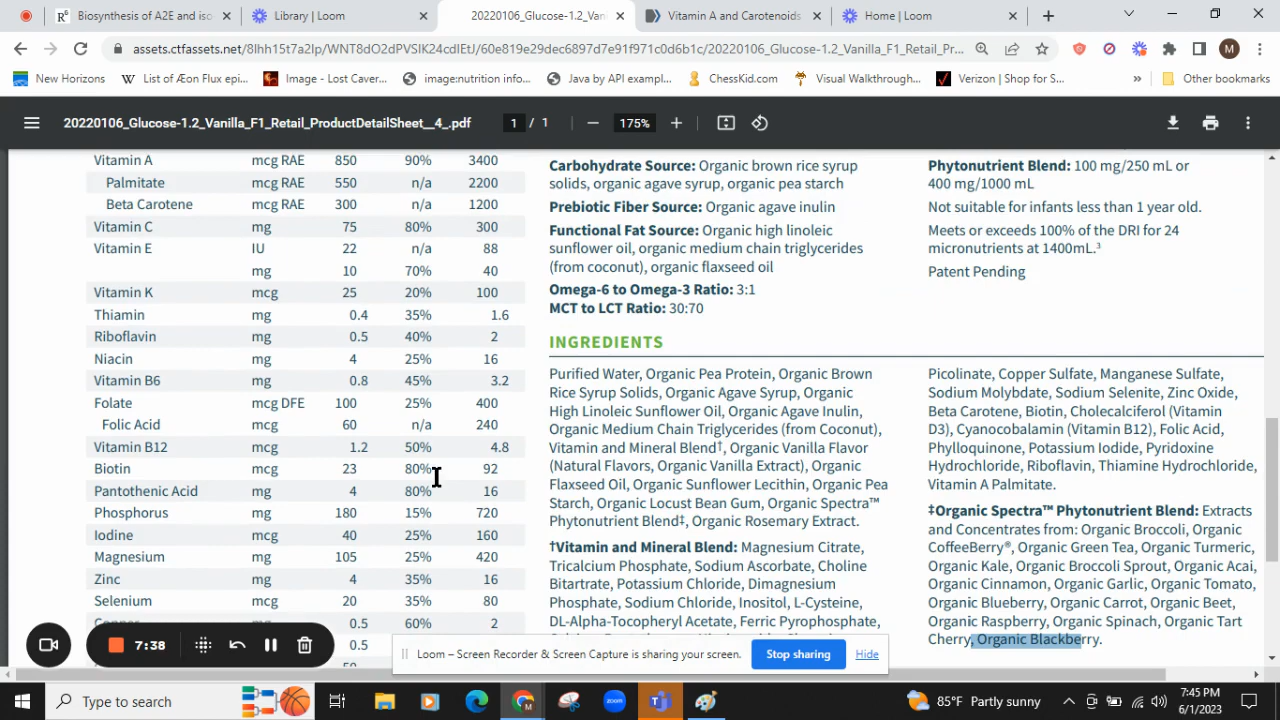 Biosynthesis of A2E and iso
Library | Loom
20220106_Glucose-1.2_Van
Vitamin A and Carotenoids
Home | Loom
assets.ctfassets.net/8lhh15t7a2lp/WNT8dO2dPVSIK24cdIEtJ/60e819e29dec6897d7e91f971c0d6b1c/20220106_Glucose-1.2_Vanilla_F1_Retail_Pr...
M
New Horizons
List of Æon Flux epi...
Image - Lost Caver...
image:nutrition info...
Java by API exampl...
ChessKid.com
Visual Walkthrough...
Verizon | Shop for S...
»
Other bookmarks
20220106_Glucose-1.2_Vanilla_F1_Retail_ProductDetailSheet__4_.pdf
1 / 1
175%
Vitamin A mcg RAE 850 90% 3400
Palmitate mcg RAE 550 n/a 2200
Beta Carotene mcg RAE 300 n/a 1200
Vitamin C mg 75 80% 300
Vitamin E IU 22 n/a 88
mg 10 70% 40
Vitamin K mcg 25 20% 100
Thiamin mg 0.4 35% 1.6
Riboflavin mg 0.5 40% 2
Niacin mg 4 25% 16
Vitamin B6 mg 0.8 45% 3.2
Folate mcg DFE 100 25% 400
Folic Acid mcg 60 n/a 240
Vitamin B12 mcg 1.2 50% 4.8
Biotin mcg 23 80% 92
Pantothenic Acid mg 4 80% 16
Phosphorus mg 180 15% 720
Iodine mcg 40 25% 160
Magnesium mg 105 25% 420
Zinc mg 4 35% 16
Selenium mcg 20 35% 80
0.5 60% 2
0.5
Carbohydrate Source: Organic brown rice syrup
solids, organic agave syrup, organic pea starch
Prebiotic Fiber Source: Organic agave inulin
Functional Fat Source: Organic high linoleic
sunflower oil, organic medium chain triglycerides
(from coconut), organic flaxseed oil
Omega-6 to Omega-3 Ratio: 3:1
MCT to LCT Ratio: 30:70
Phytonutrient Blend: 100 mg/250 mL or
400 mg/1000 mL
Not suitable for infants less than 1 year old.
Meets or exceeds 100% of the DRI for 24
micronutrients at 1400mL.³
Patent Pending
INGREDIENTS
Purified Water, Organic Pea Protein, Organic Brown
Rice Syrup Solids, Organic Agave Syrup, Organic
High Linoleic Sunflower Oil, Organic Agave Inulin,
Organic Medium Chain Triglycerides (from Coconut),
Vitamin and Mineral Blend†, Organic Vanilla Flavor
(Natural Flavors, Organic Vanilla Extract), Organic
Flaxseed Oil, Organic Sunflower Lecithin, Organic Pea
Starch, Organic Locust Bean Gum, Organic Spectra™
Phytonutrient Blend‡, Organic Rosemary Extract.
†Vitamin and Mineral Blend: Magnesium Citrate,
Tricalcium Phosphate, Sodium Ascorbate, Choline
Bitartrate, Potassium Chloride, Dimagnesium
Phosphate, Sodium Chloride, Inositol, L-Cysteine,
DL-Alpha-Tocopheryl Acetate, Ferric Pyrophosphate,
Picolinate, Copper Sulfate, Manganese Sulfate,
Sodium Molybdate, Sodium Selenite, Zinc Oxide,
Beta Carotene, Biotin, Cholecalciferol (Vitamin
D3), Cyanocobalamin (Vitamin B12), Folic Acid,
Phylloquinone, Potassium Iodide, Pyridoxine
Hydrochloride, Riboflavin, Thiamine Hydrochloride,
Vitamin A Palmitate.
‡Organic Spectra™ Phytonutrient Blend: Extracts
and Concentrates from: Organic Broccoli, Organic
CoffeeBerry®, Organic Green Tea, Organic Turmeric,
Organic Kale, Organic Broccoli Sprout, Organic Acai,
Organic Cinnamon, Organic Garlic, Organic Tomato,
Organic Blueberry, Organic Carrot, Organic Beet,
Organic Raspberry, Organic Spinach, Organic Tart
Cherry, Organic Blackberry.
7:38
Loom – Screen Recorder & Screen Capture is sharing your screen.
Stop sharing
Hide
Type here to search
zoom
85°F Partly sunny
7:45 PM
6/1/2023